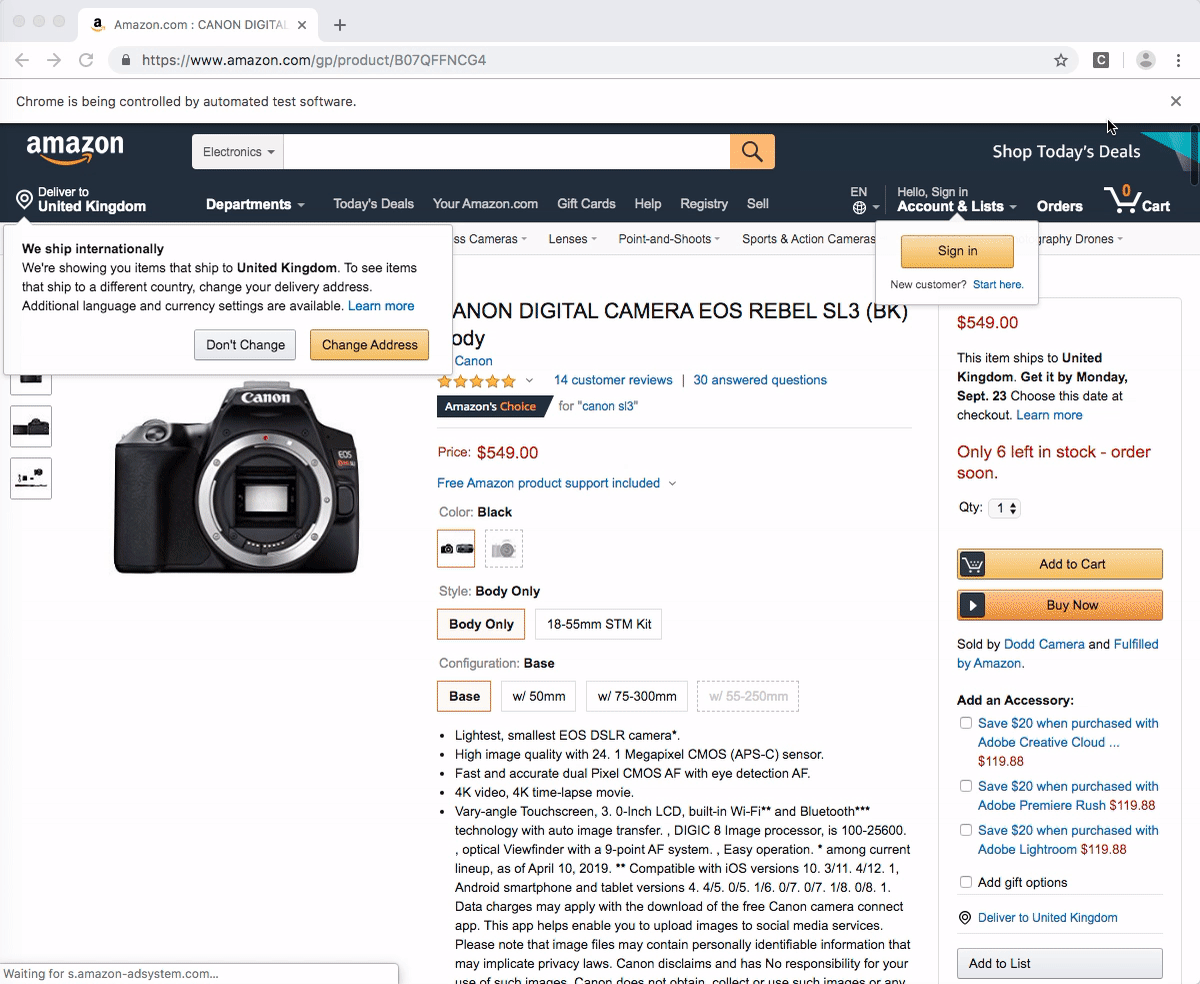 Amazon.com : CANON DIGITAL
https://www.amazon.com/gp/product/B07QFFNCG4
C
Chrome is being controlled by automated test software.
amazon
Electronics
Shop Today's Deals
Deliver to
United Kingdom
Departments
Today's Deals
Your Amazon.com
Gift Cards
Help
Registry
Sell
EN
Hello, Sign in
Account & Lists
Orders
0
Cart
ss Cameras
Lenses
Point-and-Shoots
Sports & Action Cameras
graphy Drones
We ship internationally
We're showing you items that ship to United Kingdom. To see items
that ship to a different country, change your delivery address.
Additional language and currency settings are available. Learn more
Don't Change
Change Address
Sign in
New customer? Start here.
Canon
EOS
CANON DIGITAL CAMERA EOS REBEL SL3 (BK)
Body
Canon
14 customer reviews | 30 answered questions
Amazon's Choice for "canon sl3"
Price: $549.00
Free Amazon product support included
Color: Black
Style: Body Only
Body Only
18-55mm STM Kit
Configuration: Base
Base
w/ 50mm
w/ 75-300mm
w/ 55-250mm
• Lightest, smallest EOS DSLR camera*.
• High image quality with 24. 1 Megapixel CMOS (APS-C) sensor.
• Fast and accurate dual Pixel CMOS AF with eye detection AF.
• 4K video, 4K time-lapse movie.
• Vary-angle Touchscreen, 3. 0-Inch LCD, built-in Wi-Fi** and Bluetooth***
technology with auto image transfer. , DIGIC 8 Image processor, is 100-25600.
, optical Viewfinder with a 9-point AF system. , Easy operation. * among current
lineup, as of April 10, 2019. ** Compatible with iOS versions 10. 3/11. 4/12. 1,
Android smartphone and tablet versions 4. 4/5. 0/5. 1/6. 0/7. 0/7. 1/8. 0/8. 1.
Data charges may apply with the download of the free Canon camera connect
app. This app helps enable you to upload images to social media services.
Please note that image files may contain personally identifiable information that
may implicate privacy laws. Canon disclaims and has No responsibility for your
use of such images. Canon does not obtain, collect or use such images or any
$549.00
This item ships to United
Kingdom. Get it by Monday,
Sept. 23 Choose this date at
checkout. Learn more
Only 6 left in stock - order
soon.
Qty: 1
Add to Cart
Buy Now
Sold by Dodd Camera and Fulfilled
by Amazon.
Add an Accessory:
Save $20 when purchased with
Adobe Creative Cloud ...
$119.88
Save $20 when purchased with
Adobe Premiere Rush $119.88
Save $20 when purchased with
Adobe Lightroom $119.88
Add gift options
Deliver to United Kingdom
Add to List
Waiting for s.amazon-adsystem.com...